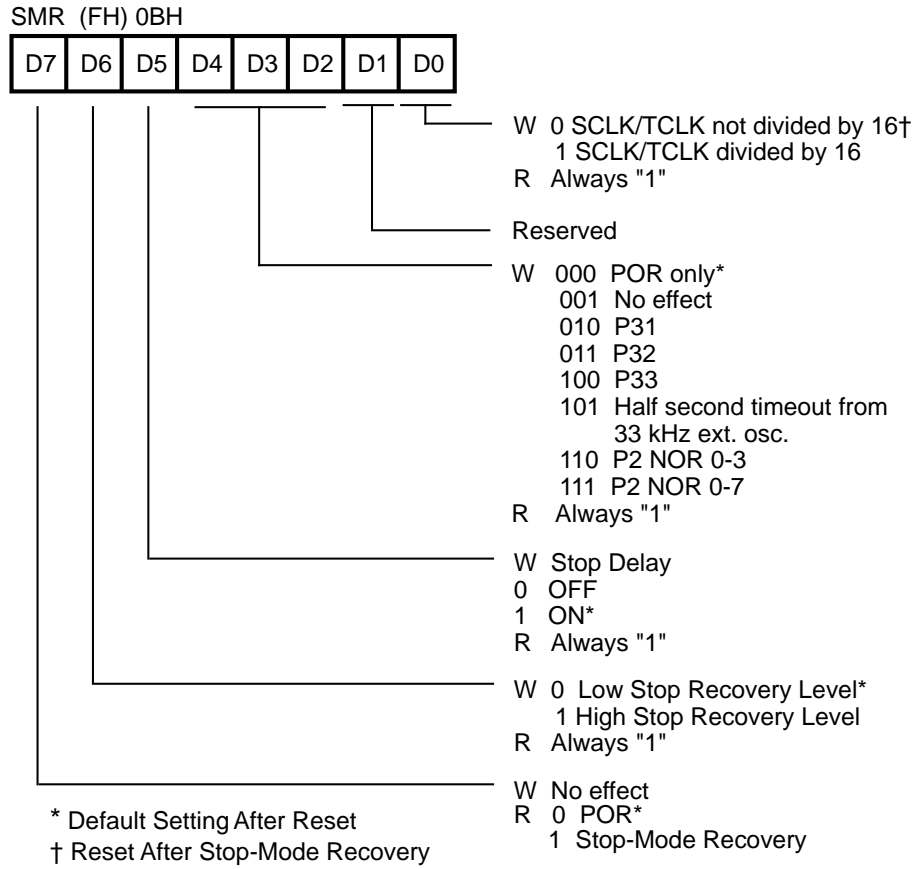 SMR (FH) 0BH
D7 D6 D5 D4 D3 D2 D1 D0
W 0 SCLK/TCLK not divided by 16†
1 SCLK/TCLK divided by 16
R Always "1"
Reserved
W 000 POR only*
001 No effect
010 P31
011 P32
100 P33
101 Half second timeout from
33 kHz ext. osc.
110 P2 NOR 0-3
111 P2 NOR 0-7
R Always "1"
W Stop Delay
0 OFF
1 ON*
R Always "1"
W 0 Low Stop Recovery Level*
1 High Stop Recovery Level
R Always "1"
W No effect
R 0 POR*
1 Stop-Mode Recovery
* Default Setting After Reset
† Reset After Stop-Mode Recovery